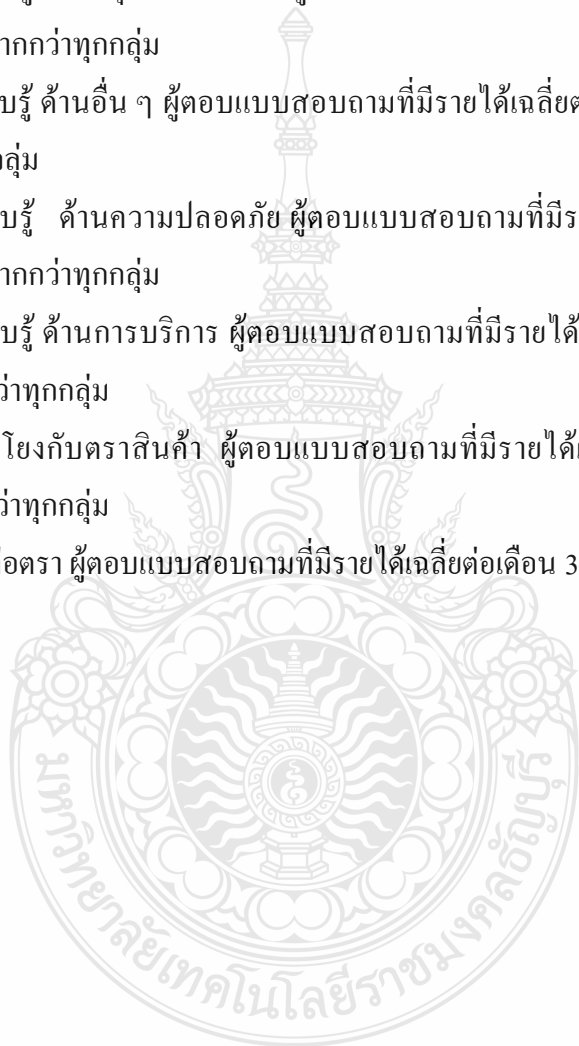 ากกว่าทุกกลุ่ม
บรู้ ด้านอื่น ๆ ผู้ตอบแบบสอบถามที่มีรายได้เฉลี่ยต
ลุ่ม
บรู้ ด้านความปลอดภัย ผู้ตอบแบบสอบถามที่มีร
ากกว่าทุกกลุ่ม
บรู้ ด้านการบริการ ผู้ตอบแบบสอบถามที่มีรายได้
ว่าทุกกลุ่ม
โยงกับตราสินค้า ผู้ตอบแบบสอบถามที่มีรายได้
ว่าทุกกลุ่ม
่อตรา ผู้ตอบแบบสอบถามที่มีรายได้เฉลี่ยต่อเดือน 3
มหาวิทยาลัยเทคโนโลยีราชมงคลธัญบุรี